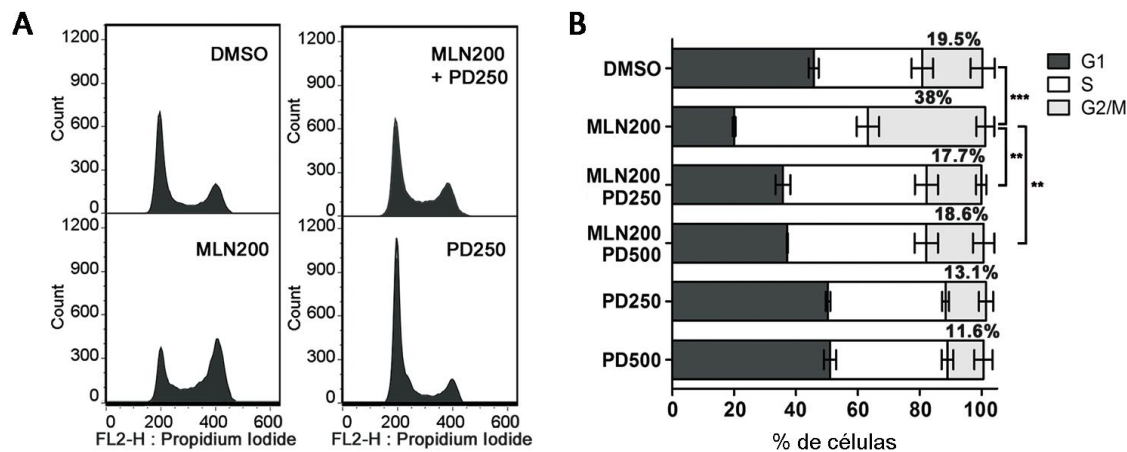 A
1200
900
600
300
0
Count
DMSO
1200
900
600
300
0
Count
MLN200
+ PD250
1200
900
600
300
0
Count
MLN200
0 200 400 600
FL2-H : Propidium Iodide
1200
900
600
300
0
Count
PD250
0 200 400 600
FL2-H : Propidium Iodide
B
DMSO
19.5%
MLN200
38%
MLN200
PD250
17.7%
MLN200
PD500
18.6%
PD250
13.1%
PD500
11.6%
***
**
**
G1
S
G2/M
0 20 40 60 80 100
% de células